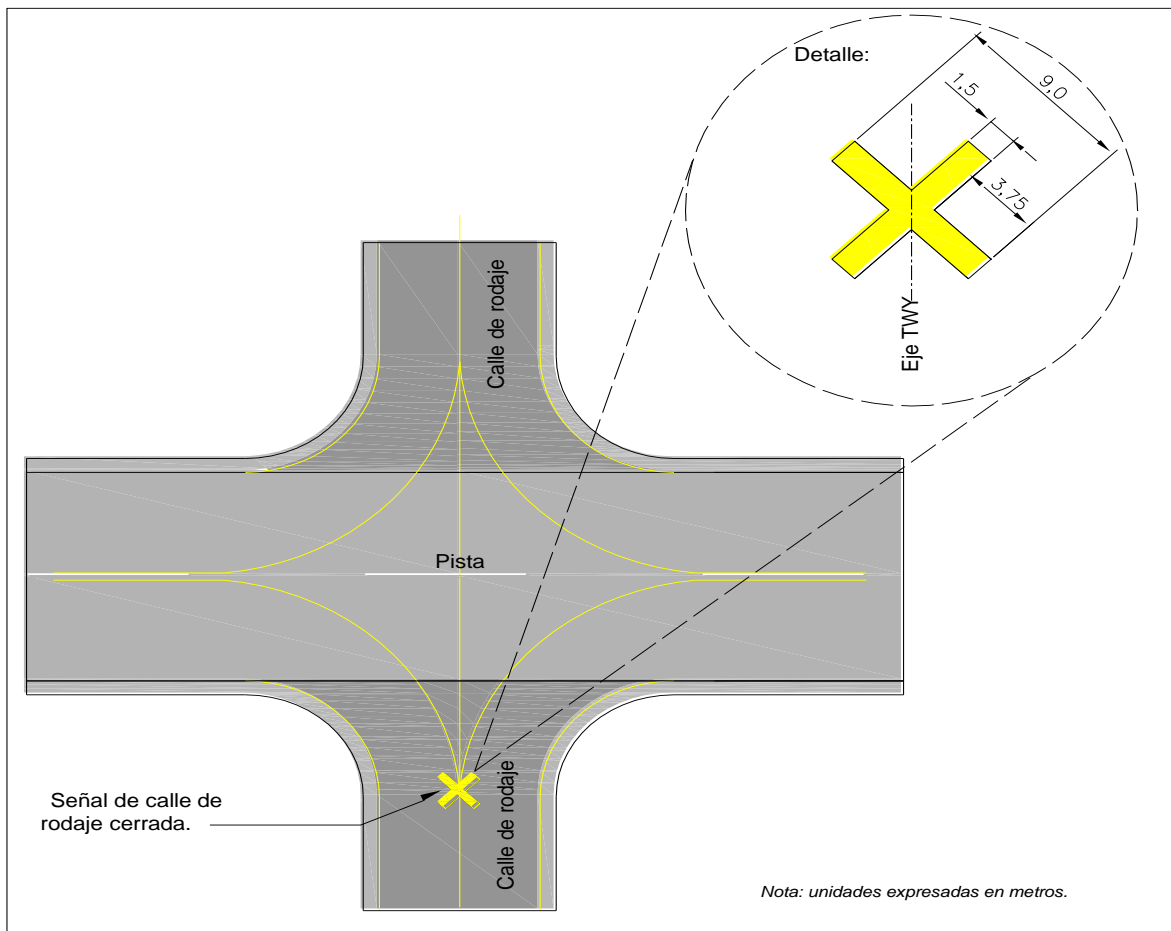 Detalle:
9,0
1,5
3,75
Eje TWY
Calle de rodaje
Pista
Señal de calle de
rodaje cerrada.
Calle de rodaje
Nota: unidades expresadas en metros.